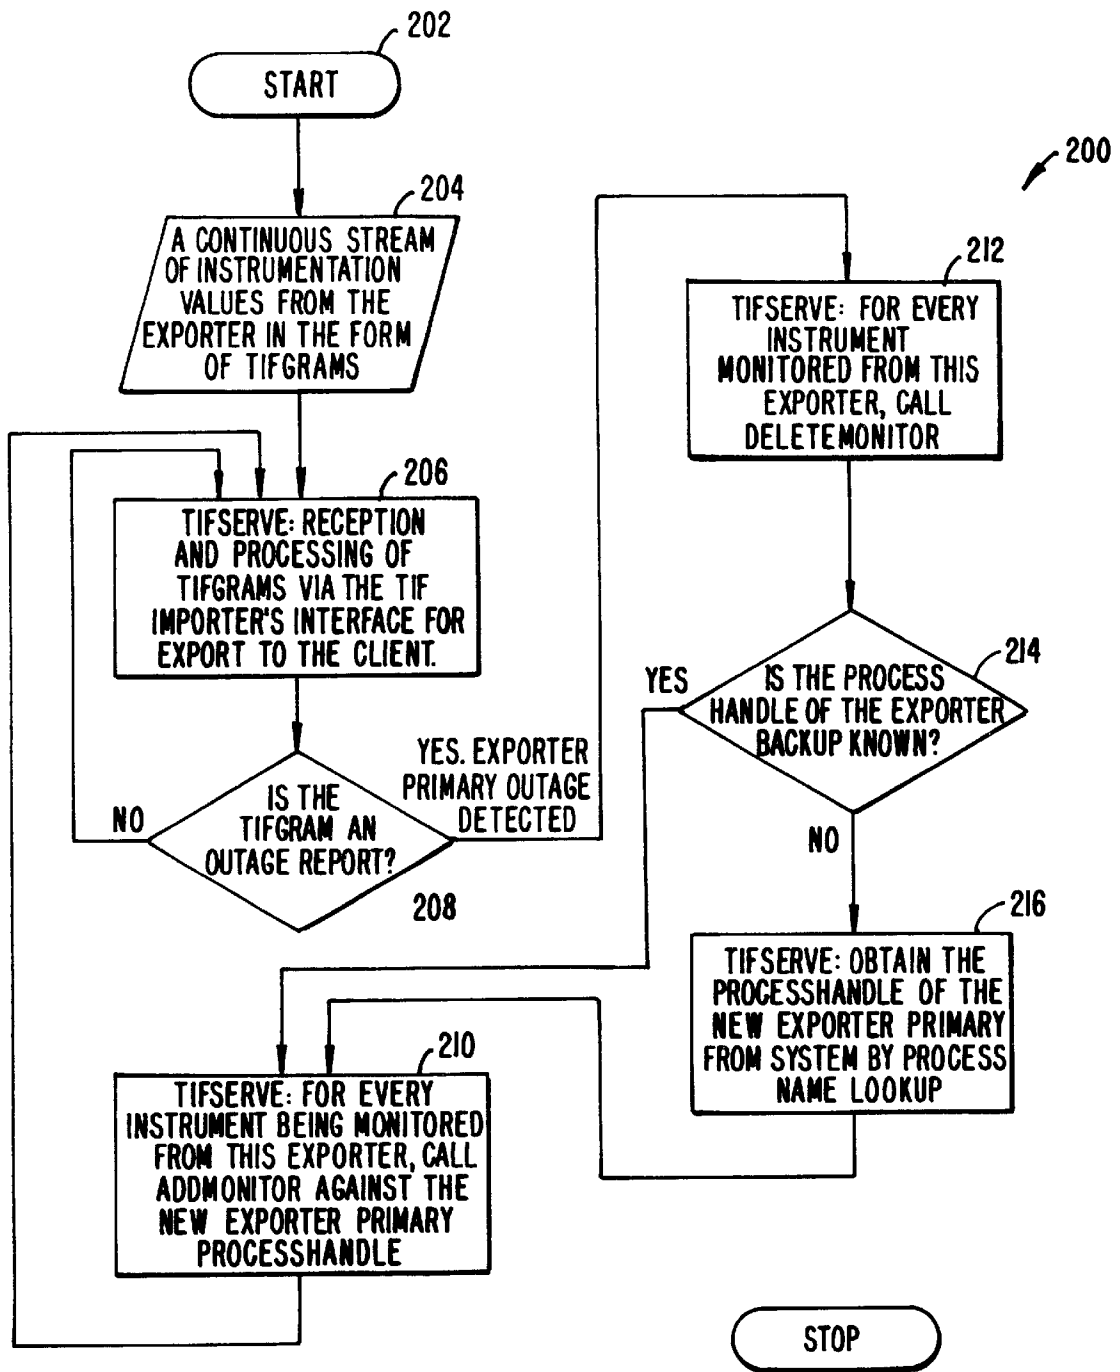 202
START
200
204
A CONTINUOUS STREAM
OF INSTRUMENTATION
VALUES FROM THE
EXPORTER IN THE FORM
OF TIFGRAMS
212
TIFSERVE: FOR EVERY
INSTRUMENT
MONITORED FROM THIS
EXPORTER, CALL
DELETEMONITOR
206
TIFSERVE: RECEPTION
AND PROCESSING OF
TIFGRAMS VIA THE TIF
IMPORTER'S INTERFACE FOR
EXPORT TO THE CLIENT.
214
YES
IS THE PROCESS
HANDLE OF THE EXPORTER
BACKUP KNOWN?
NO
NO
IS THE
TIFGRAM AN
OUTAGE REPORT?
YES. EXPORTER
PRIMARY OUTAGE
DETECTED
208
216
TIFSERVE: OBTAIN THE
PROCESSHANDLE OF THE
NEW EXPORTER PRIMARY
FROM SYSTEM BY PROCESS
NAME LOOKUP
210
TIFSERVE: FOR EVERY
INSTRUMENT BEING MONITORED
FROM THIS EXPORTER, CALL
ADDMONITOR AGAINST THE
NEW EXPORTER PRIMARY
PROCESSHANDLE
STOP